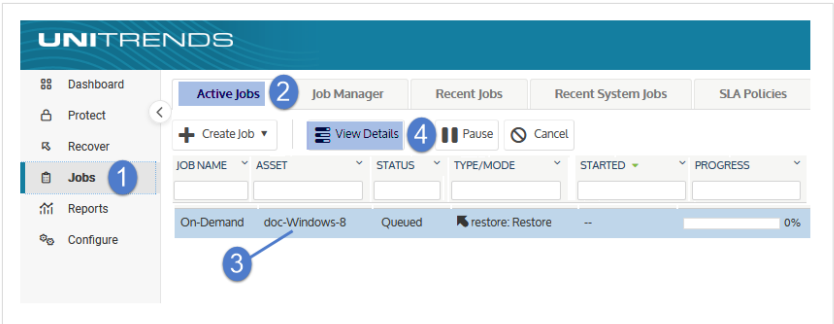 UNITRENDS
Dashboard
Protect
Recover
Jobs 1
Reports
Configure
Active Jobs 2 Job Manager Recent Jobs Recent System Jobs SLA Policies
Create Job View Details 4 Pause Cancel
JOB NAME ASSET STATUS TYPE/MODE STARTED PROGRESS
On-Demand doc-Windows-8 Queued restore: Restore -- 0%
3